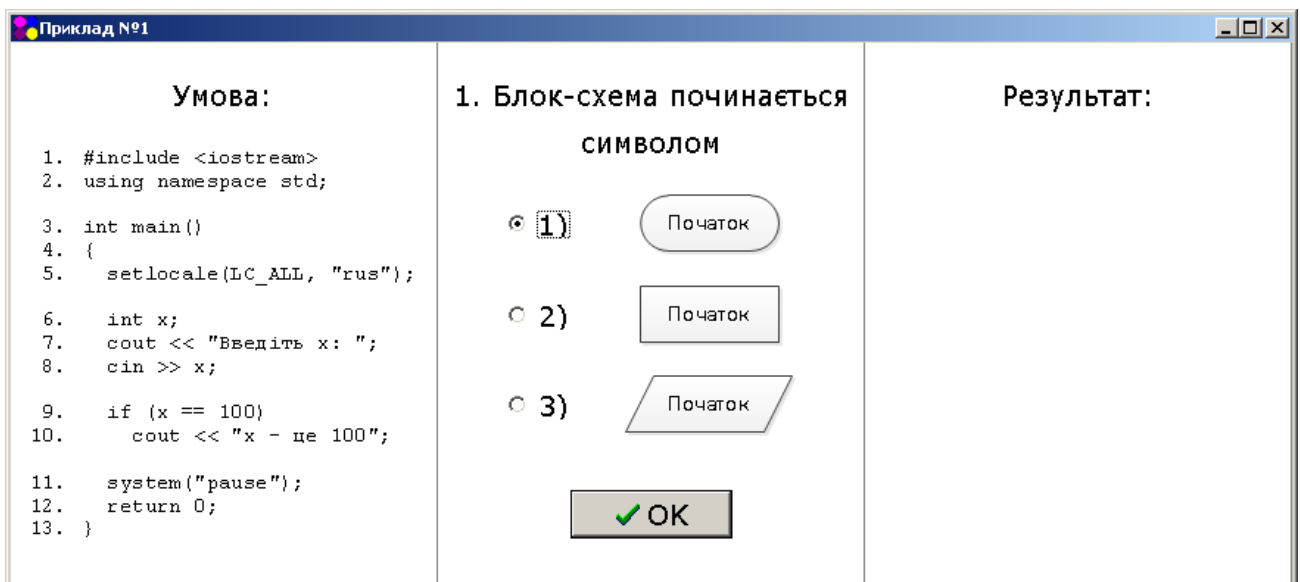 Приклад №1
Умова:
1. #include <iostream>
2. using namespace std;
3. int main()
4. {
5. setlocale(LC_ALL, "rus");
6. int x;
7. cout << "Введіть x: ";
8. cin >> x;
9. if (x == 100)
10. cout << "x - це 100";
11. system("pause");
12. return 0;
13. }
1. Блок-схема починається
символом
1) Початок
2) Початок
3) Початок
OK
Результат: